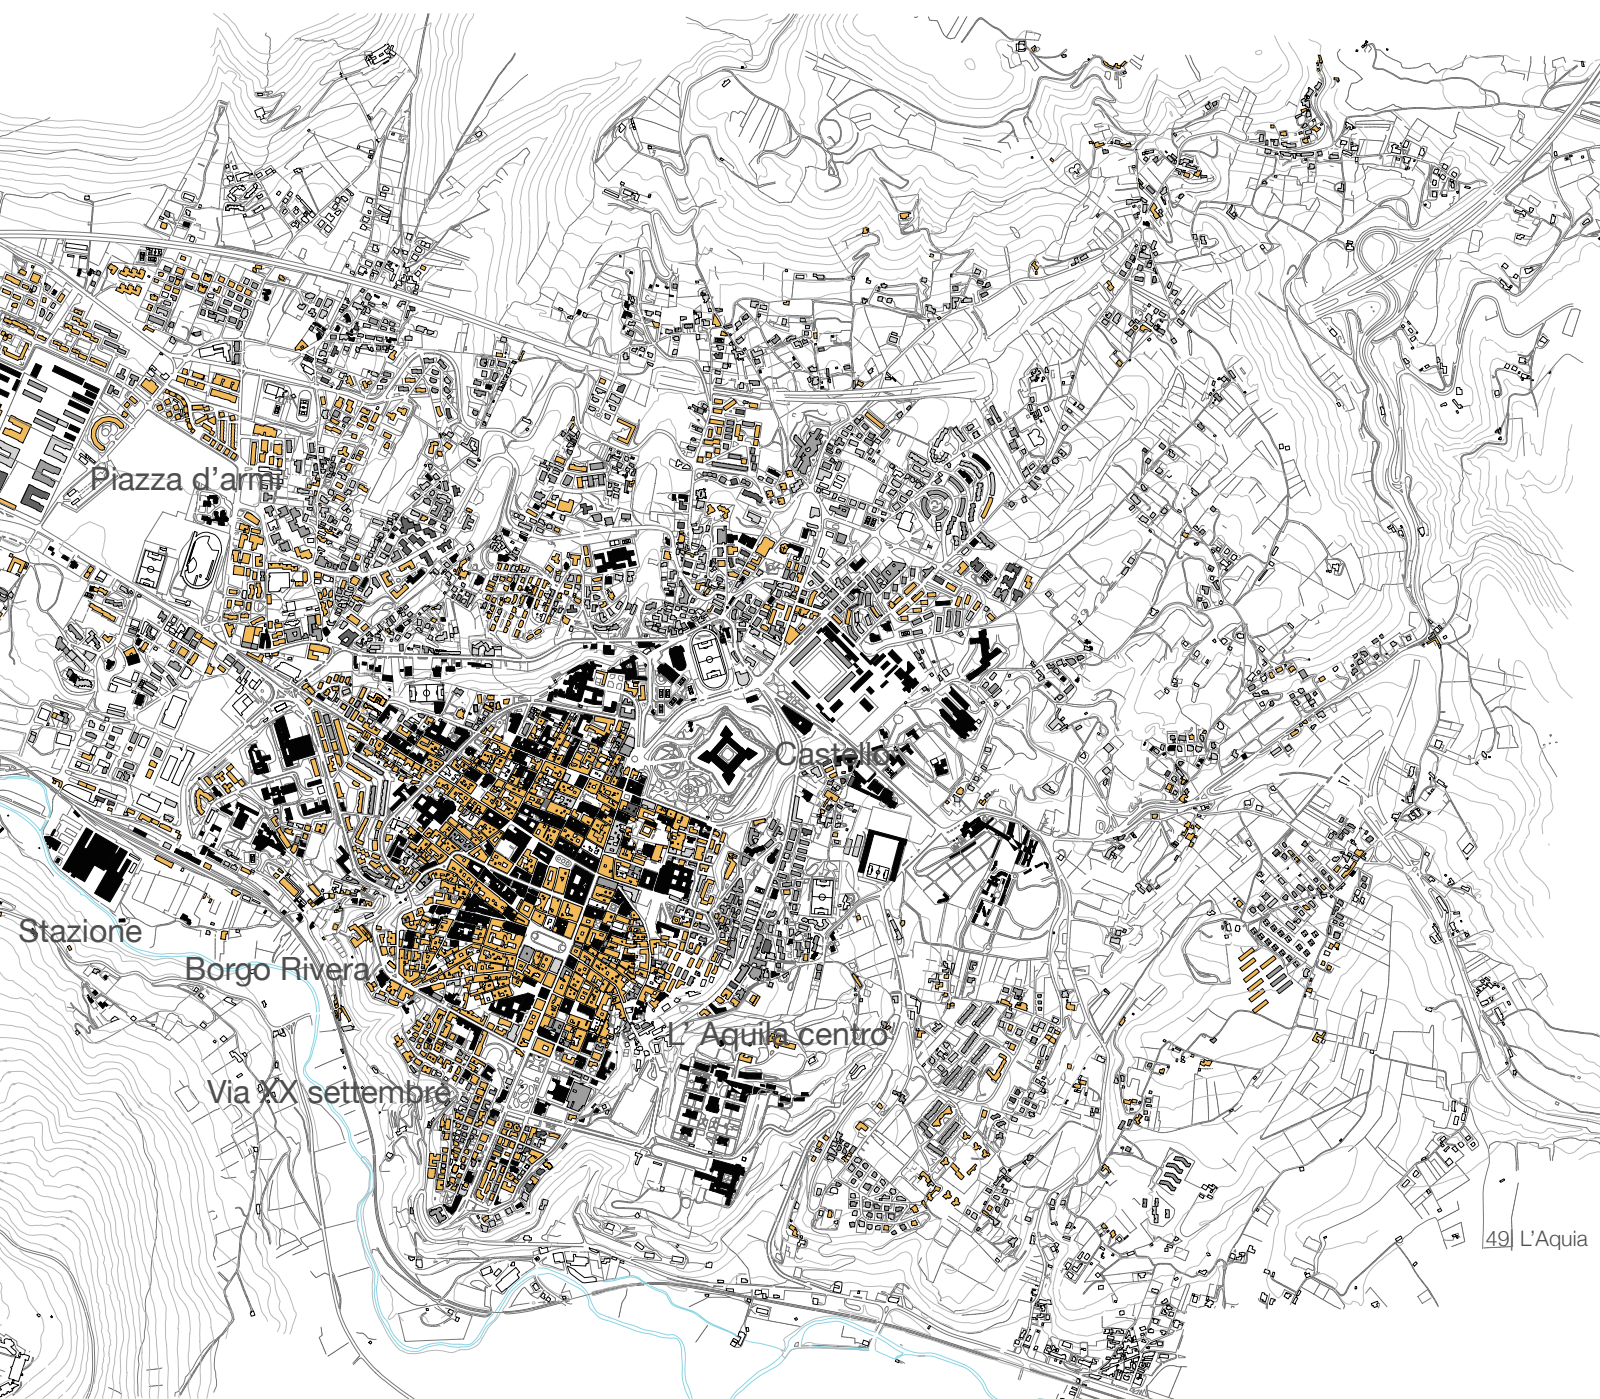 Piazza d'armi
Castello
Stazione
Borgo Rivera
L' Aquila centro
Via XX settembre
49| L'Aquia